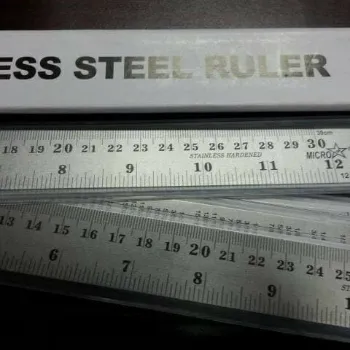 ESS STEEL RULER
30cm
18 19 20 21 22 23 24 25 26 27 28 29 30
STAINLESS HARDENED
MICRO
8 9 10 11 12
13 14 15 16 17 18 19 20 21 22 23 24 25
6 7 8 9 1